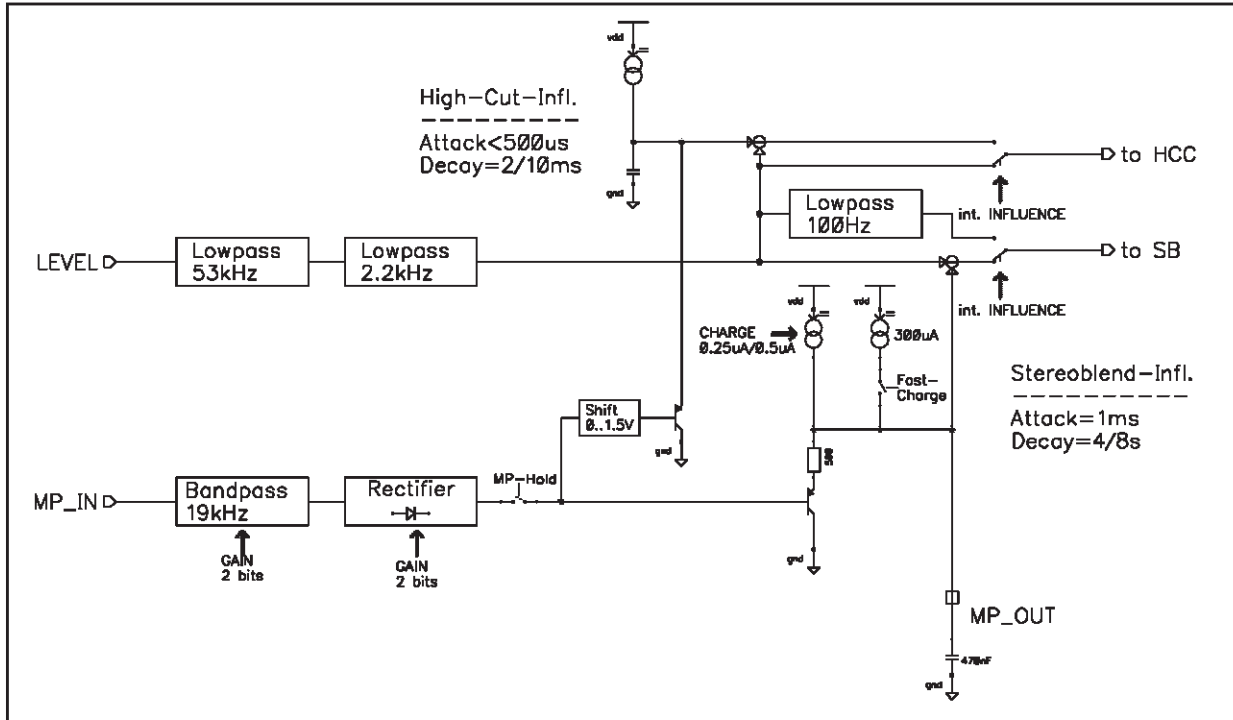 vdd
High-Cut-Infl.
Attack<500us
Decay=2/10ms
gnd
to HCC
Lowpass
100Hz
int. INFLUENCE
LEVEL
Lowpass
53kHz
Lowpass
2.2kHz
to SB
int. INFLUENCE
vdd
vdd
CHARGE
0.25uA/0.5uA
300uA
Fast-
Charge
Stereoblend-Infl.
Attack=1ms
Decay=4/8s
Shift
0..1.5V
gnd
500
MP_IN
Bandpass
19kHz
Rectifier
MP-Hold
GAIN
2 bits
GAIN
2 bits
gnd
MP_OUT
470nF
gnd